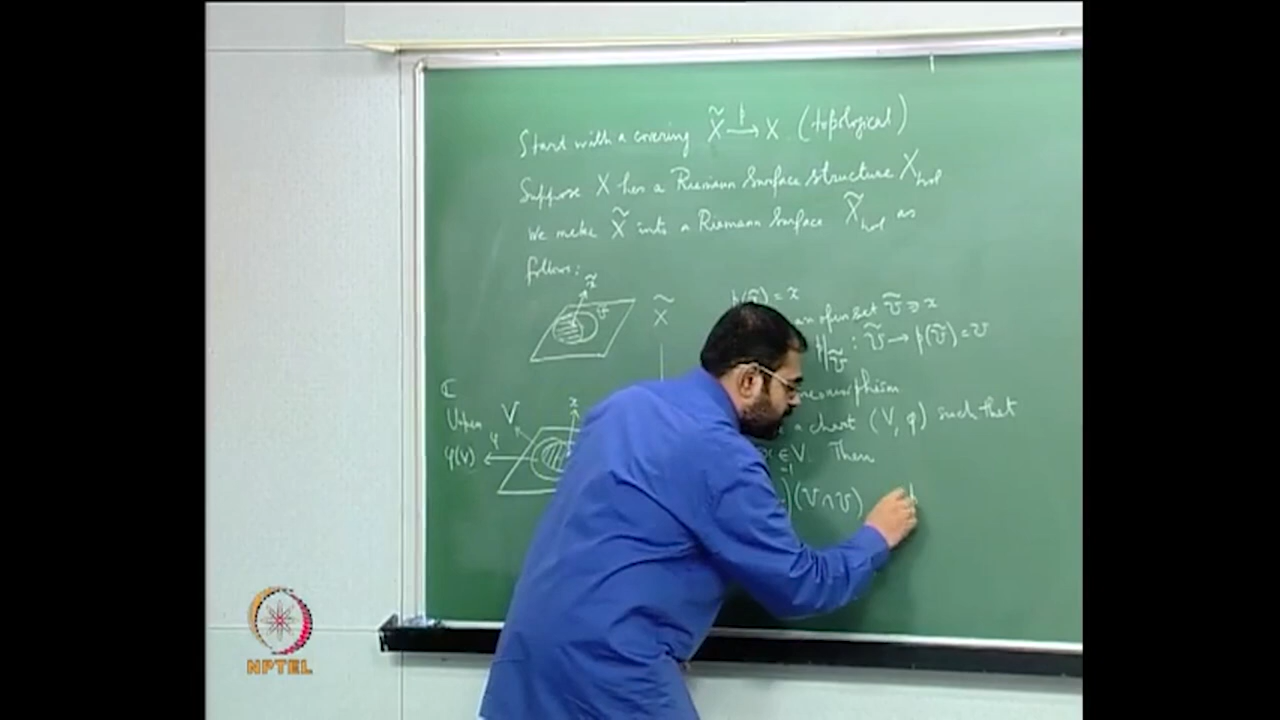 Start with a covering X̃ →p X. (topological)
Suppose X has a Riemann Surface structure X_hol
We make X̃ into a Riemann Surface X̃_hol as
follows:
x̃
Ũ
X̃
p(x̃) = x
an open set Ũ ∋ x
p|_Ũ : Ũ → p(Ũ) = U
a chart (V, φ) such that
x ∈ V. Then
(U ∩ V)
ℂ
U open
φ(V)
φ
V
x
NPTEL